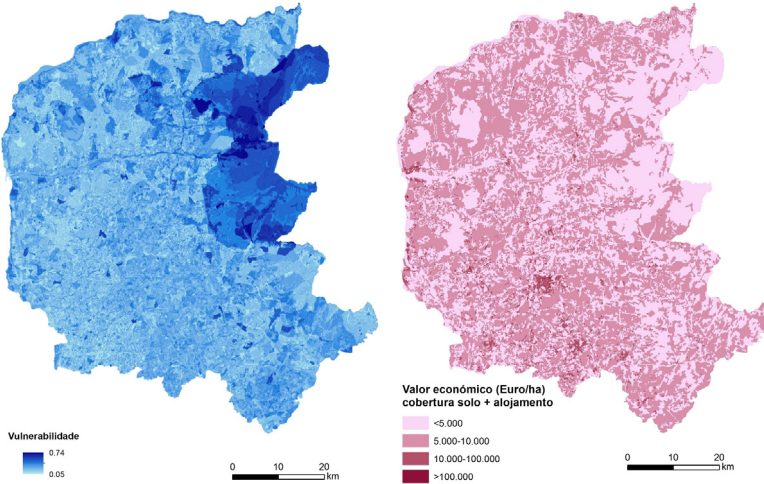 Vulnerabilidade
0.74
0.05
0 10 20
km
Valor económico (Euro/ha)
cobertura solo + alojamento
<5.000
5.000-10.000
10.000-100.000
>100.000
0 10 20
km